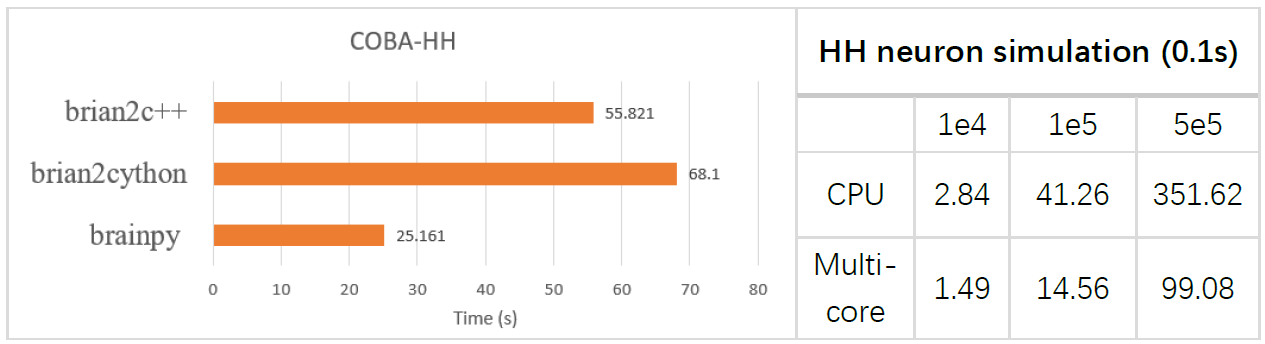 COBA-HH
brian2c++
55.821
brian2cython
68.1
brainpy
25.161
0 10 20 30 40 50 60 70 80
Time (s)
HH neuron simulation (0.1s)
1e4 1e5 5e5
CPU 2.84 41.26 351.62
Multi-
core
1.49 14.56 99.08